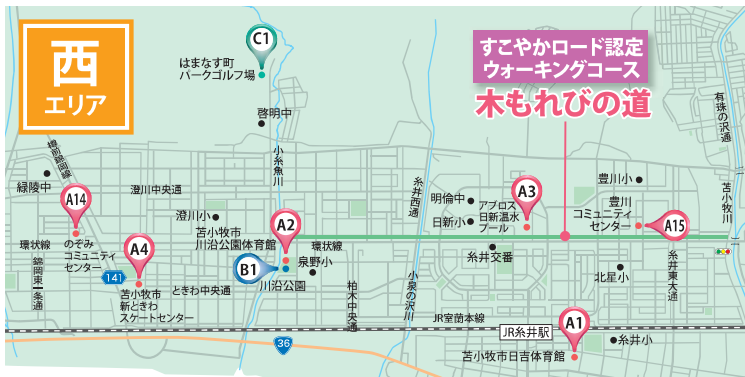 西
エリア
C1
はまなす町
パークゴルフ場
すこやかロード認定
ウォーキングコース
木もれびの道
有珠の沢通
啓明中
樽前錦岡線
小糸魚川
緑陵中
A14
澄川中央通
糸井西通
明倫中
アブロス
日新温水
プール
A3
豊川小
苫小牧川
澄川小
苫小牧市
川沿公園体育館
A2
日新小
豊川
コミュニティ
センター
A15
環状線
のぞみ
コミュニティ
センター
A4
環状線
糸井交番
錦岡東一条通
141
B1
泉野小
川沿公園
北星小
糸井東大通
苫小牧市
新ときわ
スケートセンター
ときわ中央通
柏木中央通
小泉の沢川
JR室蘭本線
JR糸井駅
A1
36
苫小牧市日吉体育館
糸井小